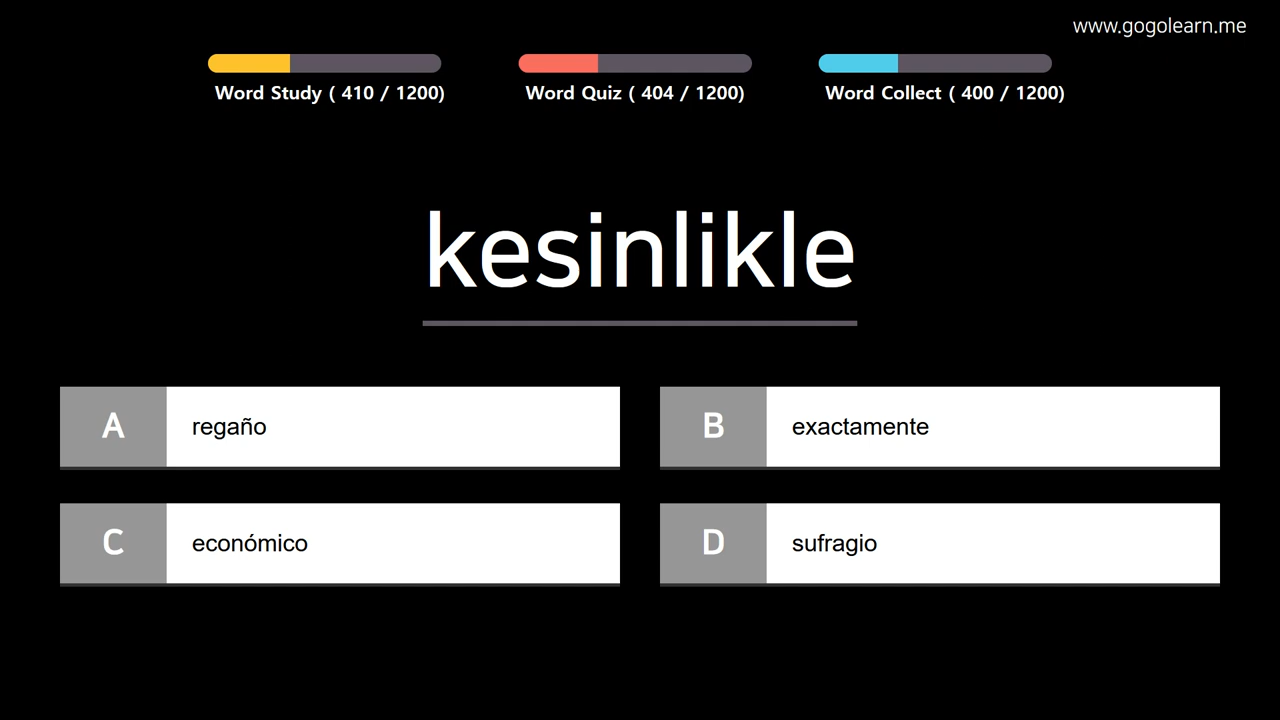 www.gogolearn.me
Word Study ( 410 / 1200)
Word Quiz ( 404 / 1200)
Word Collect ( 400 / 1200)
kesinlikle
A regaño
B exactamente
C económico
D sufragio